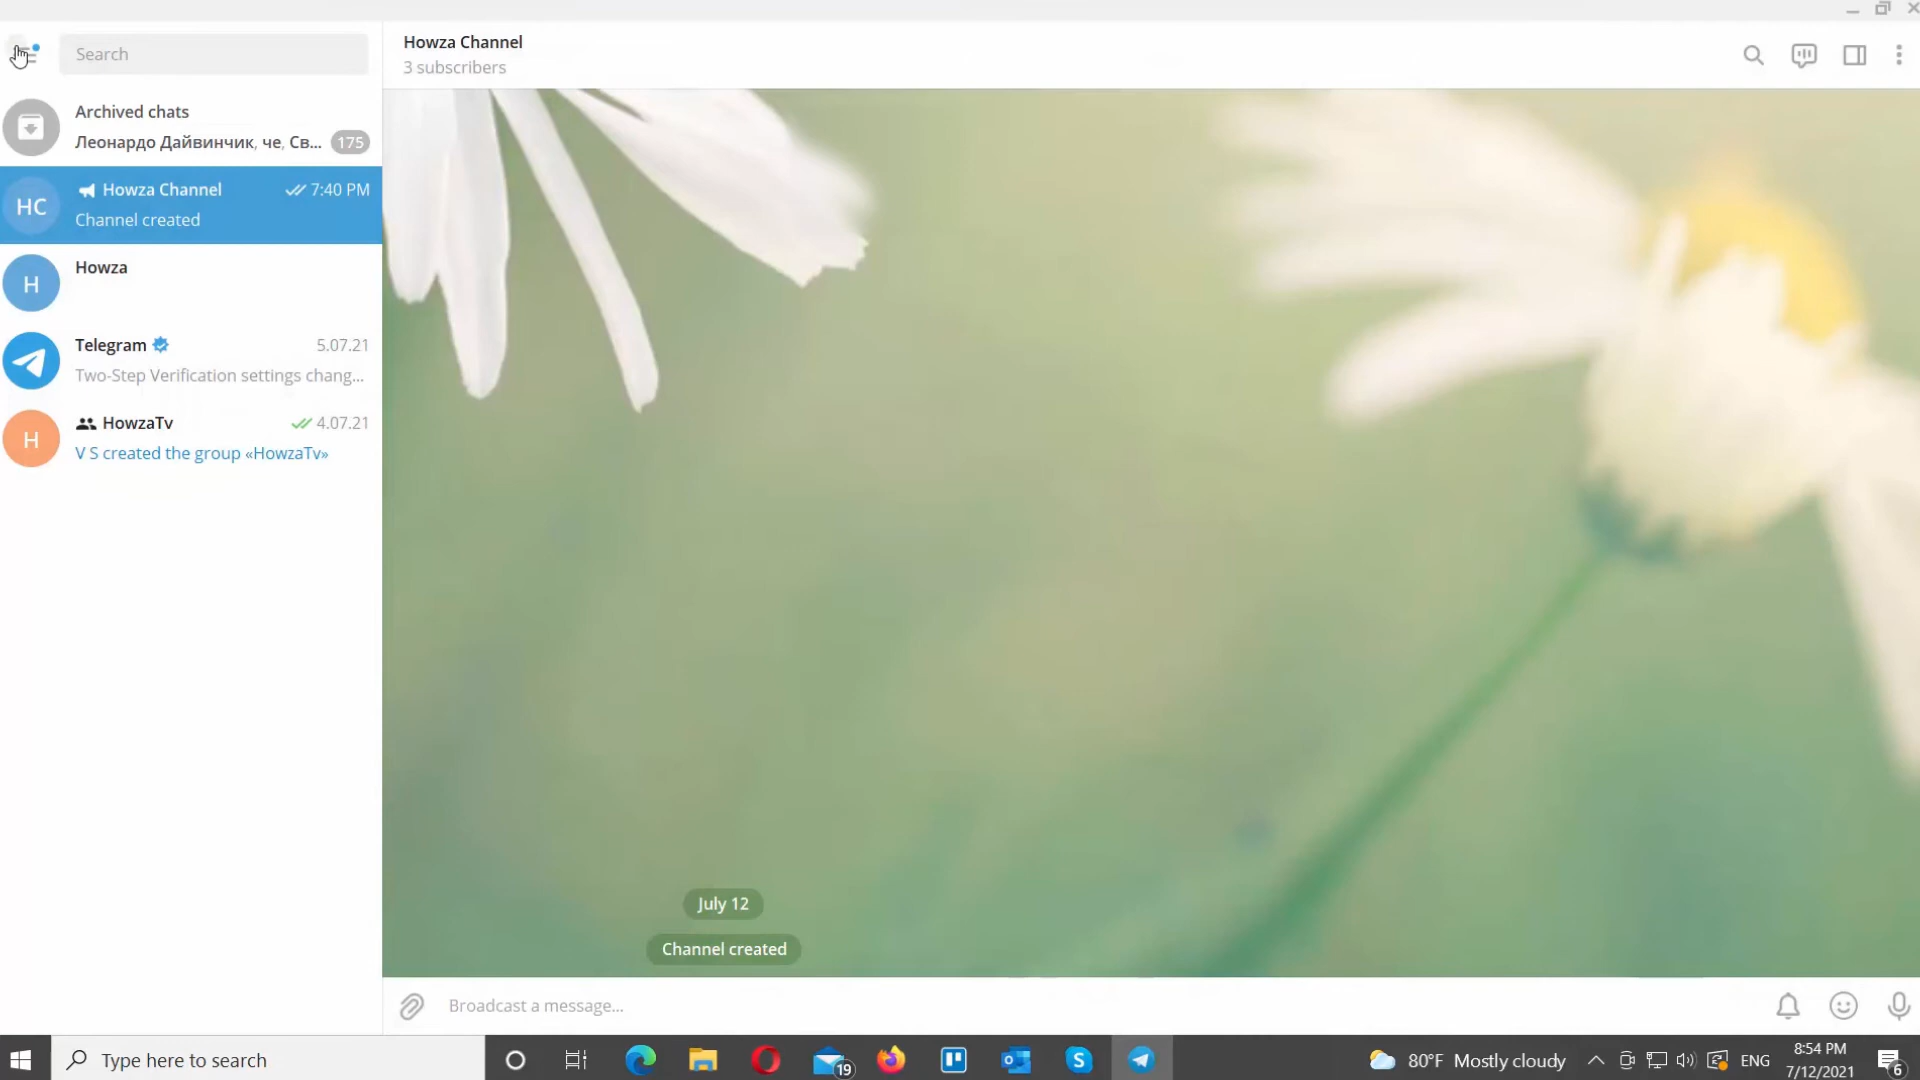 Search
Howza Channel
3 subscribers
Archived chats
Леонардо Дайвинчик, че, Св...
175
HC
Howza Channel
7:40 PM
Channel created
H
Howza
Telegram
5.07.21
Two-Step Verification settings chang...
H
HowzaTv
4.07.21
V S created the group «HowzaTv»
July 12
Channel created
Broadcast a message...
Type here to search
19
S
80°F Mostly cloudy
ENG
8:54 PM
7/12/2021
6